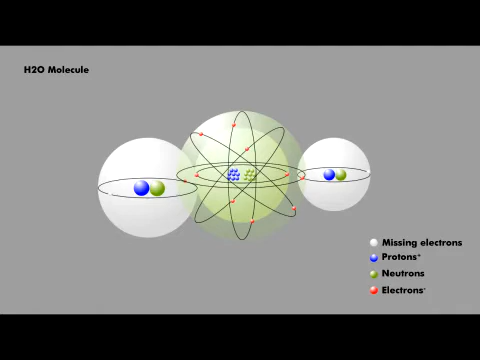 H2O Molecule
Missing electrons
Protons+
Neutrons
Electrons-